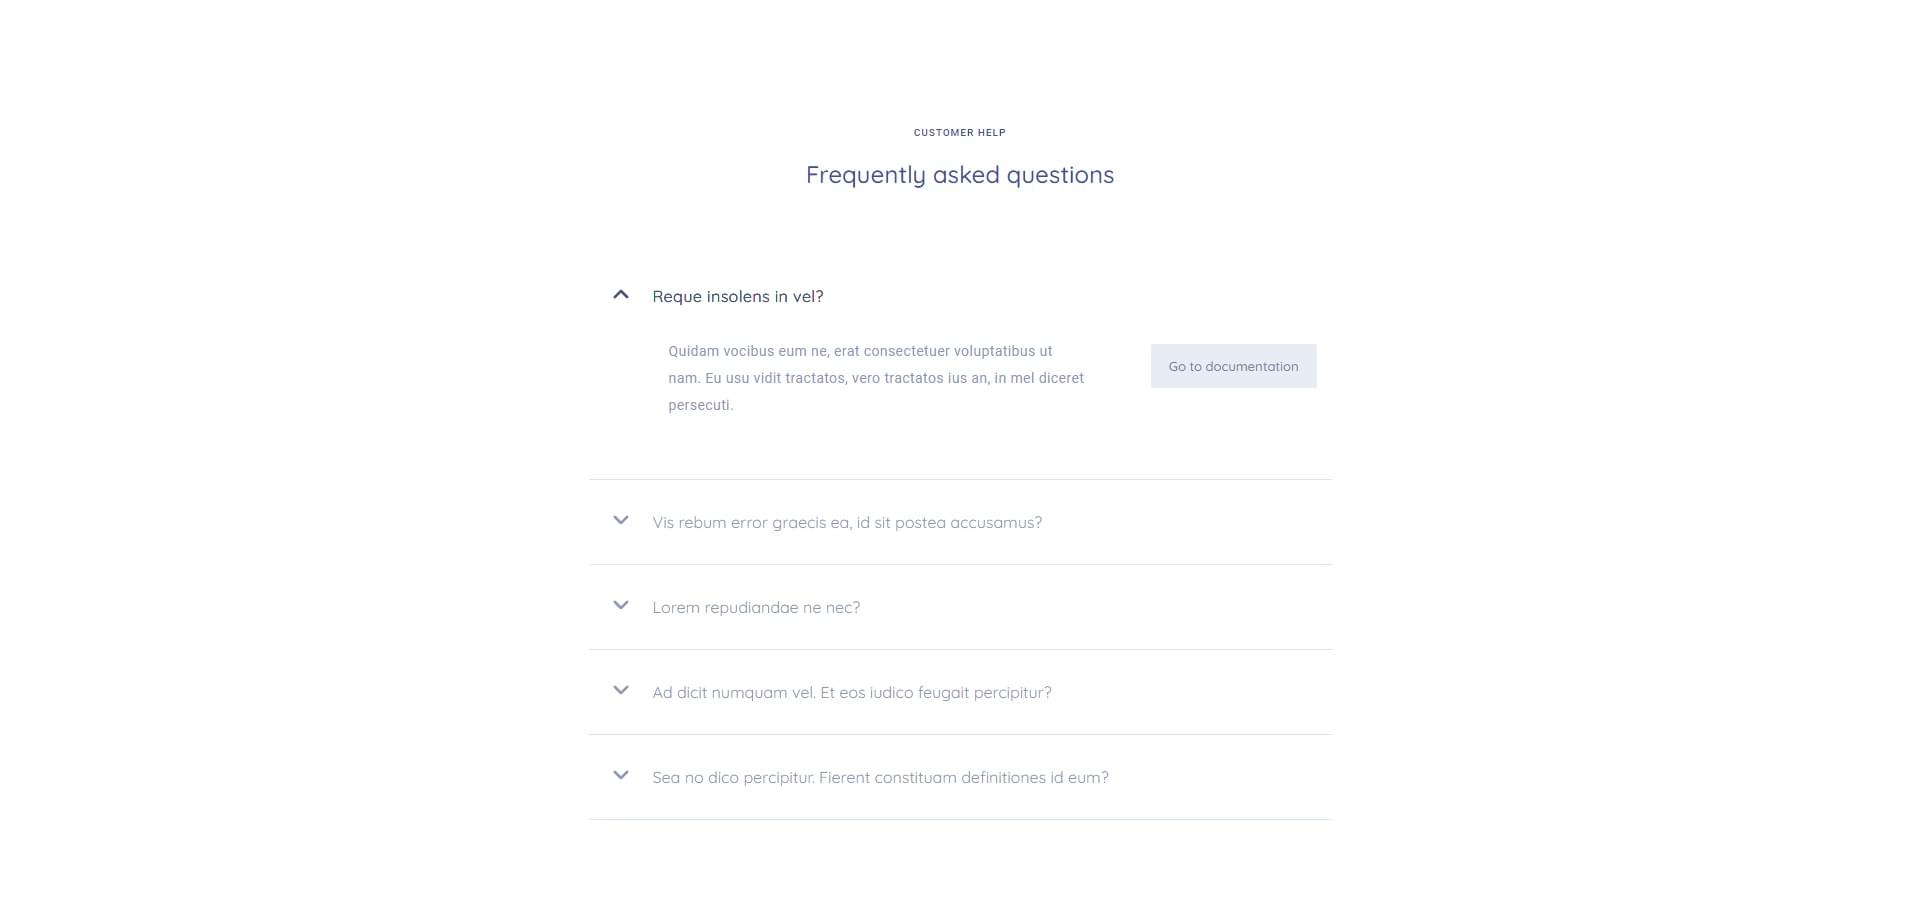 CUSTOMER HELP
Frequently asked questions
Reque insolens in vel?
Quidam vocibus eum ne, erat consectetuer voluptatibus ut
nam. Eu usu vidit tractatos, vero tractatos ius an, in mel diceret
persecuti.
Go to documentation
Vis rebum error graecis ea, id sit postea accusamus?
Lorem repudiandae ne nec?
Ad dicit numquam vel. Et eos iudico feugait percipitur?
Sea no dico percipitur. Fierent constituam definitiones id eum?